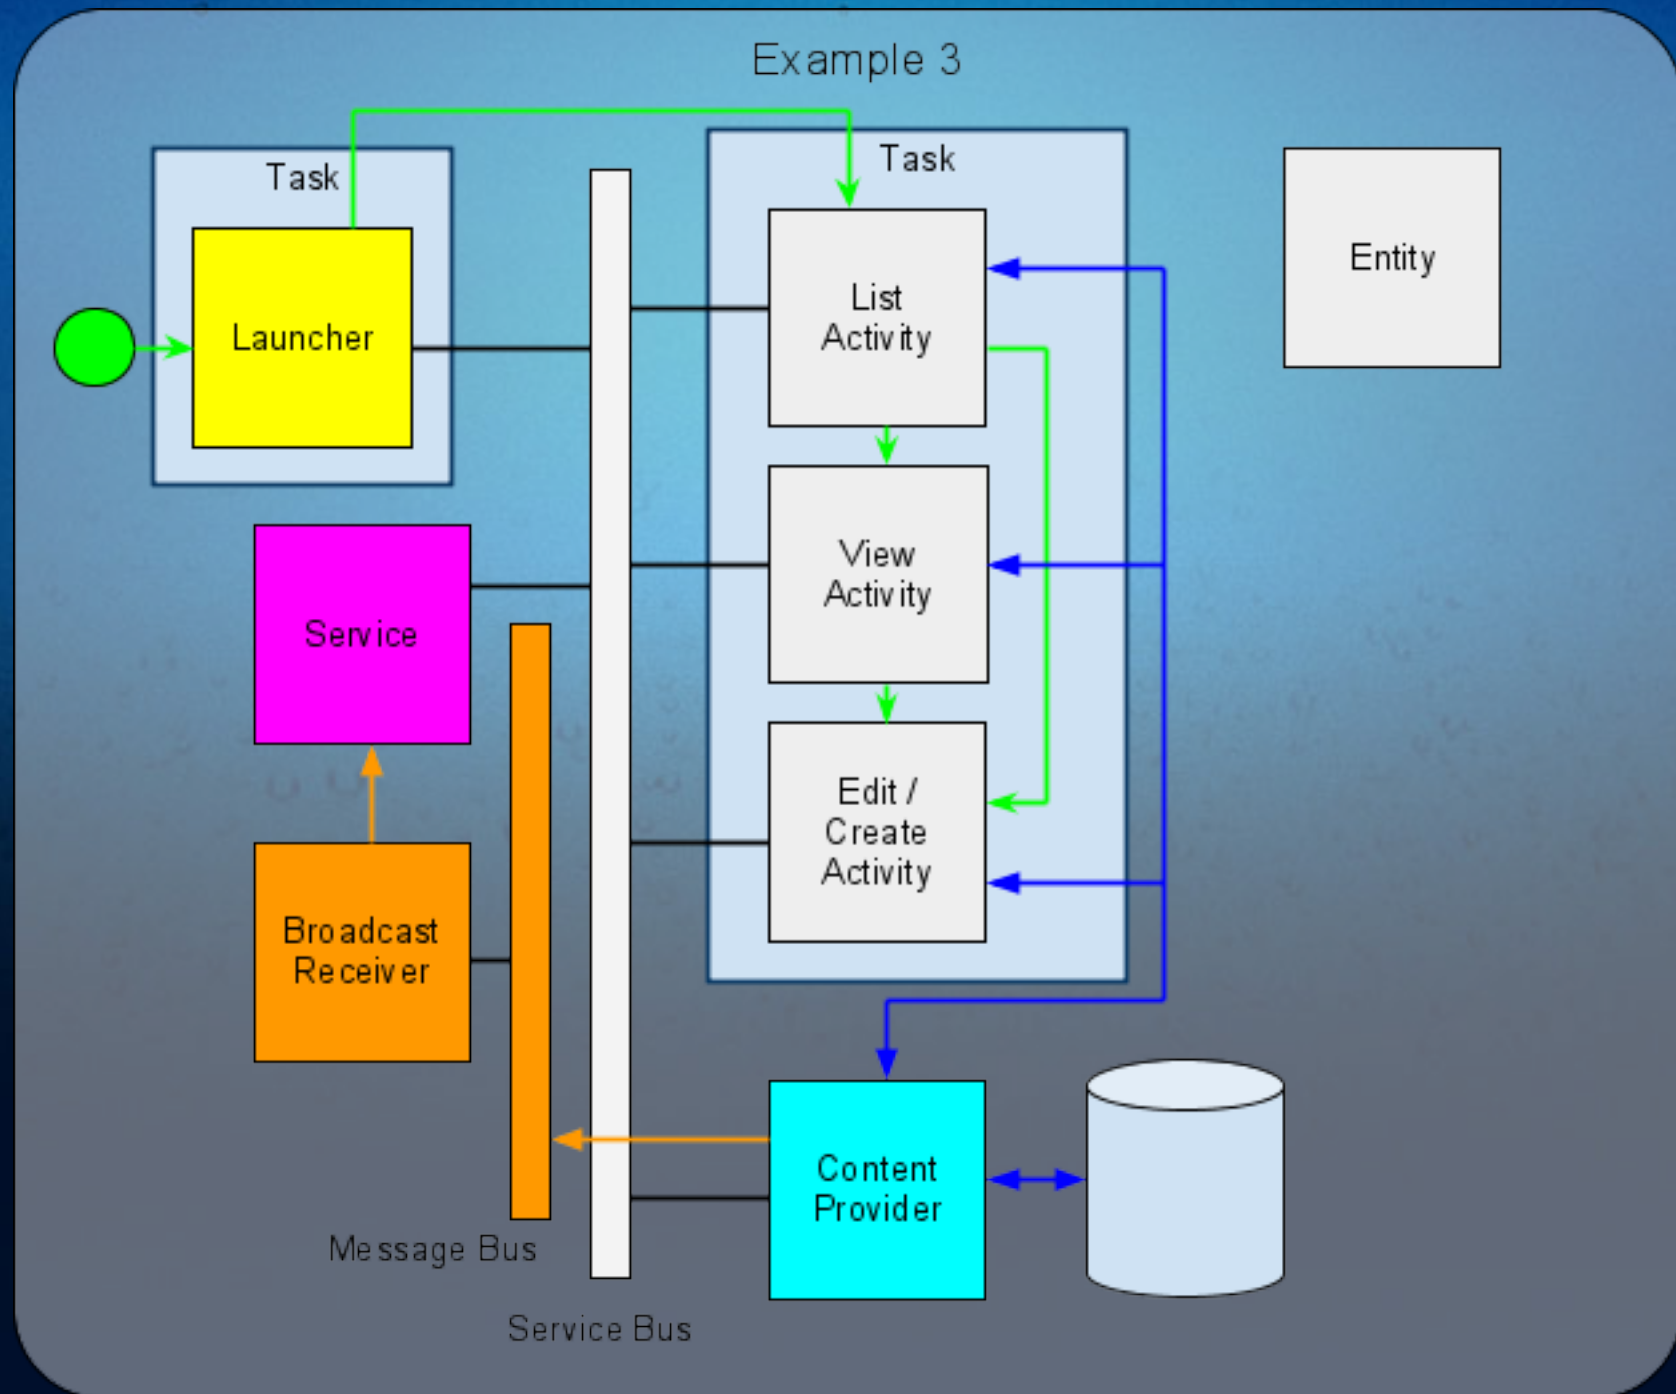 Example 3
Task
Task
Launcher
List
Activity
Entity
View
Activity
Service
Edit /
Create
Activity
Broadcast
Receiver
Content
Provider
Message Bus
Service Bus